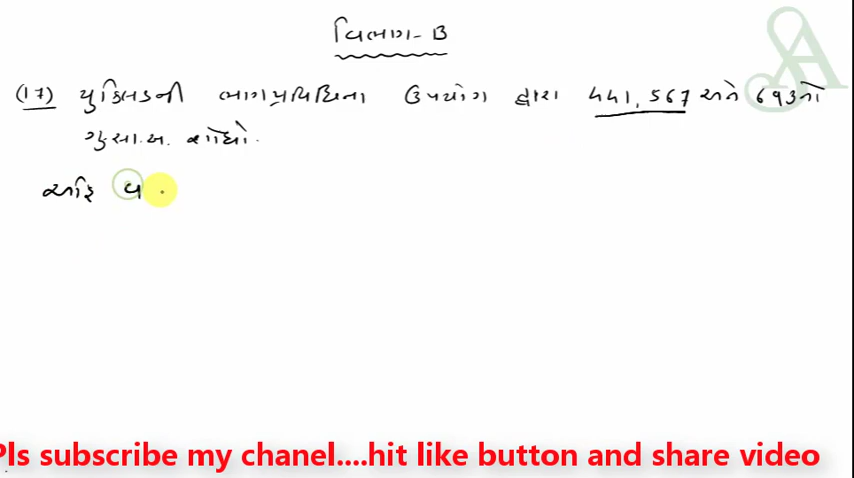 વિભાગ-B
(17) યુક્લિડની ભાગપ્રવિધિના ઉપયોગ દ્વારા 441, 567 અને 693નો
ગુ.સા.અ. શોધો.
અહિં
Pls subscribe my chanel....hit like button and share video